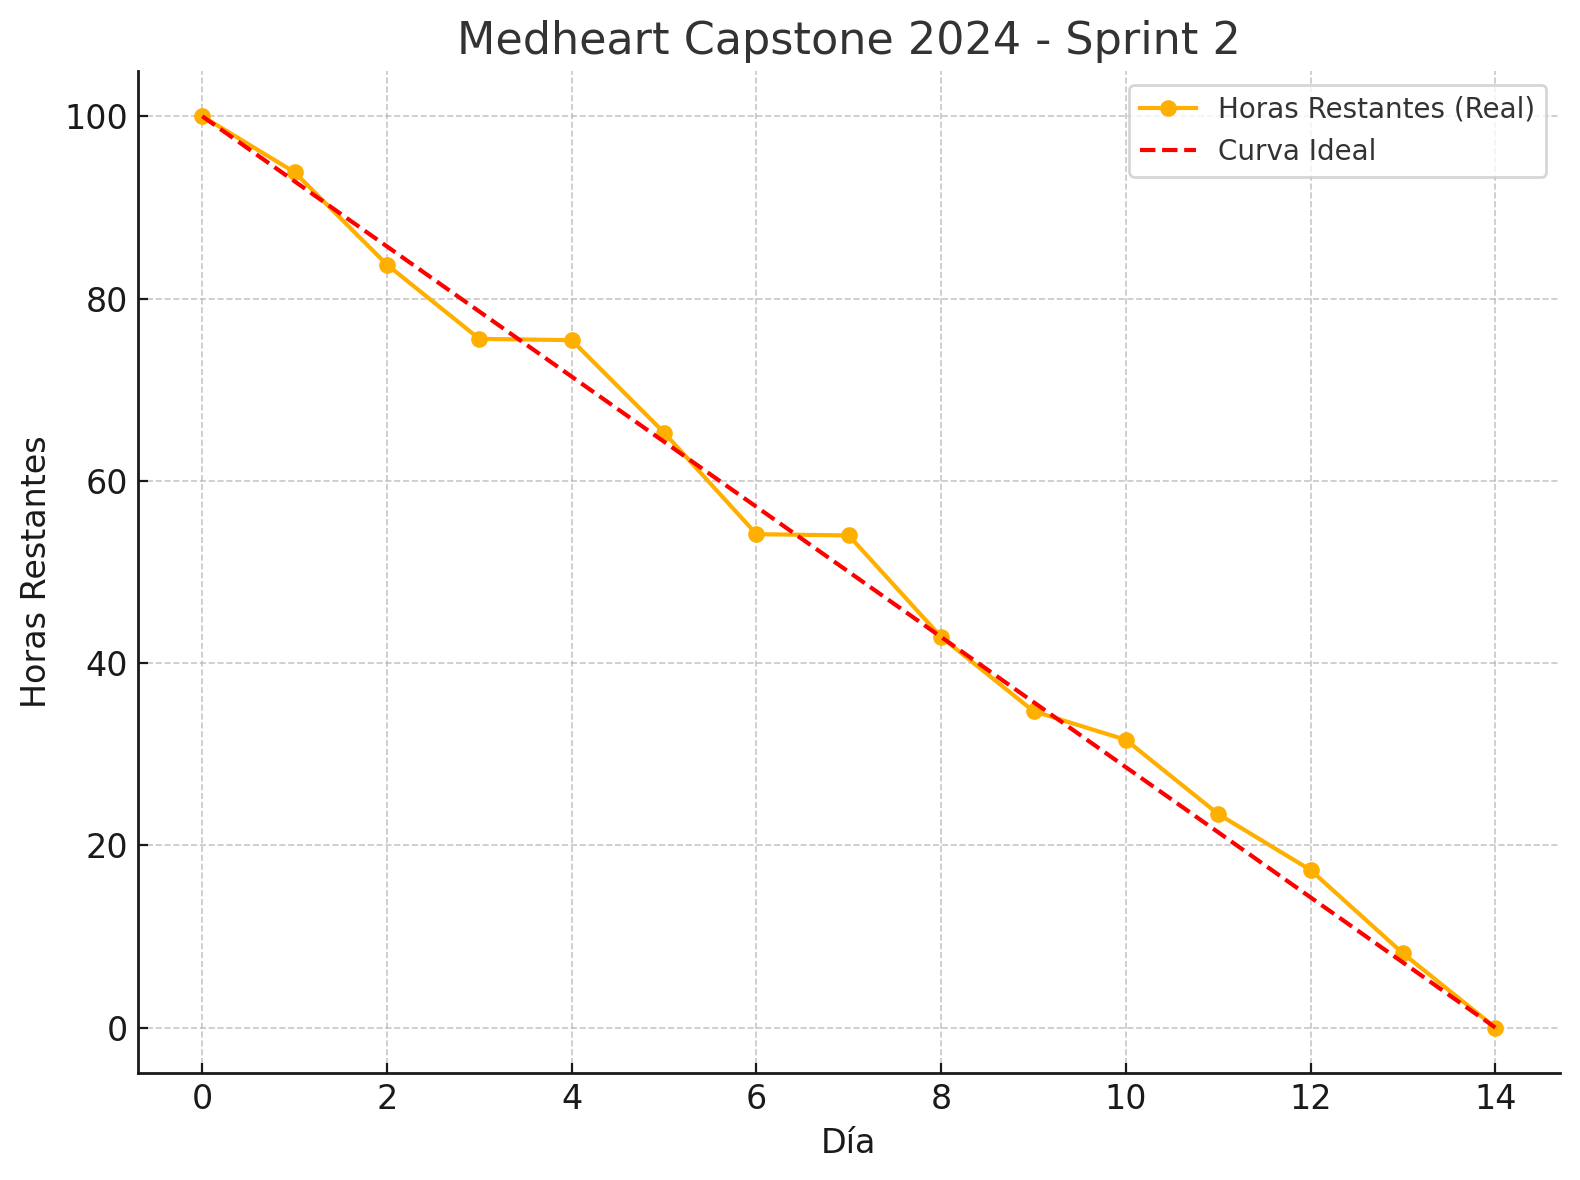 Medheart Capstone 2024 - Sprint 2
Horas Restantes (Real)
Curva Ideal
100
80
60
40
20
0
Horas Restantes
0 2 4 6 8 10 12 14
Día